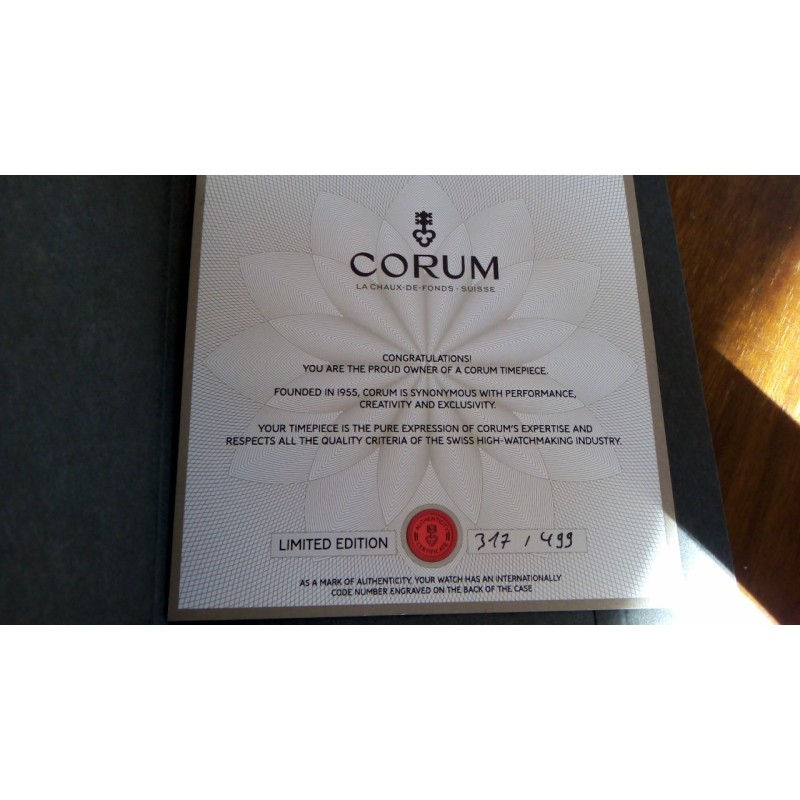 CORUM
LA CHAUX-DE-FONDS - SUISSE
CONGRATULATIONS!
YOU ARE THE PROUD OWNER OF A CORUM TIMEPIECE.
FOUNDED IN 1955, CORUM IS SYNONYMOUS WITH PERFORMANCE,
CREATIVITY AND EXCLUSIVITY.
YOUR TIMEPIECE IS THE PURE EXPRESSION OF CORUM'S EXPERTISE AND
RESPECTS ALL THE QUALITY CRITERIA OF THE SWISS HIGH-WATCHMAKING INDUSTRY.
LIMITED EDITION
AUTHENTICITY
CERTIFICATE
317 / 499
AS A MARK OF AUTHENTICITY, YOUR WATCH HAS AN INTERNATIONALLY
CODE NUMBER ENGRAVED ON THE BACK OF THE CASE